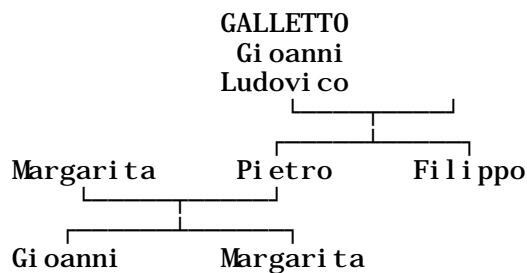 GALLETTO
Gioanni
Ludovico
Margarita Pietro Filippo
Gioanni Margarita